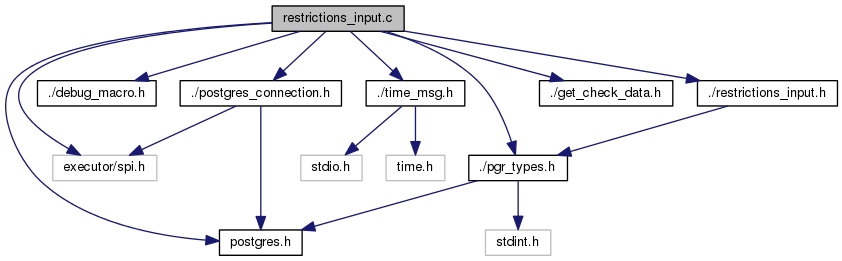 restrictions_input.c
./debug_macro.h
./postgres_connection.h
./time_msg.h
./get_check_data.h
./restrictions_input.h
executor/spi.h
stdio.h
time.h
./pgr_types.h
postgres.h
stdint.h